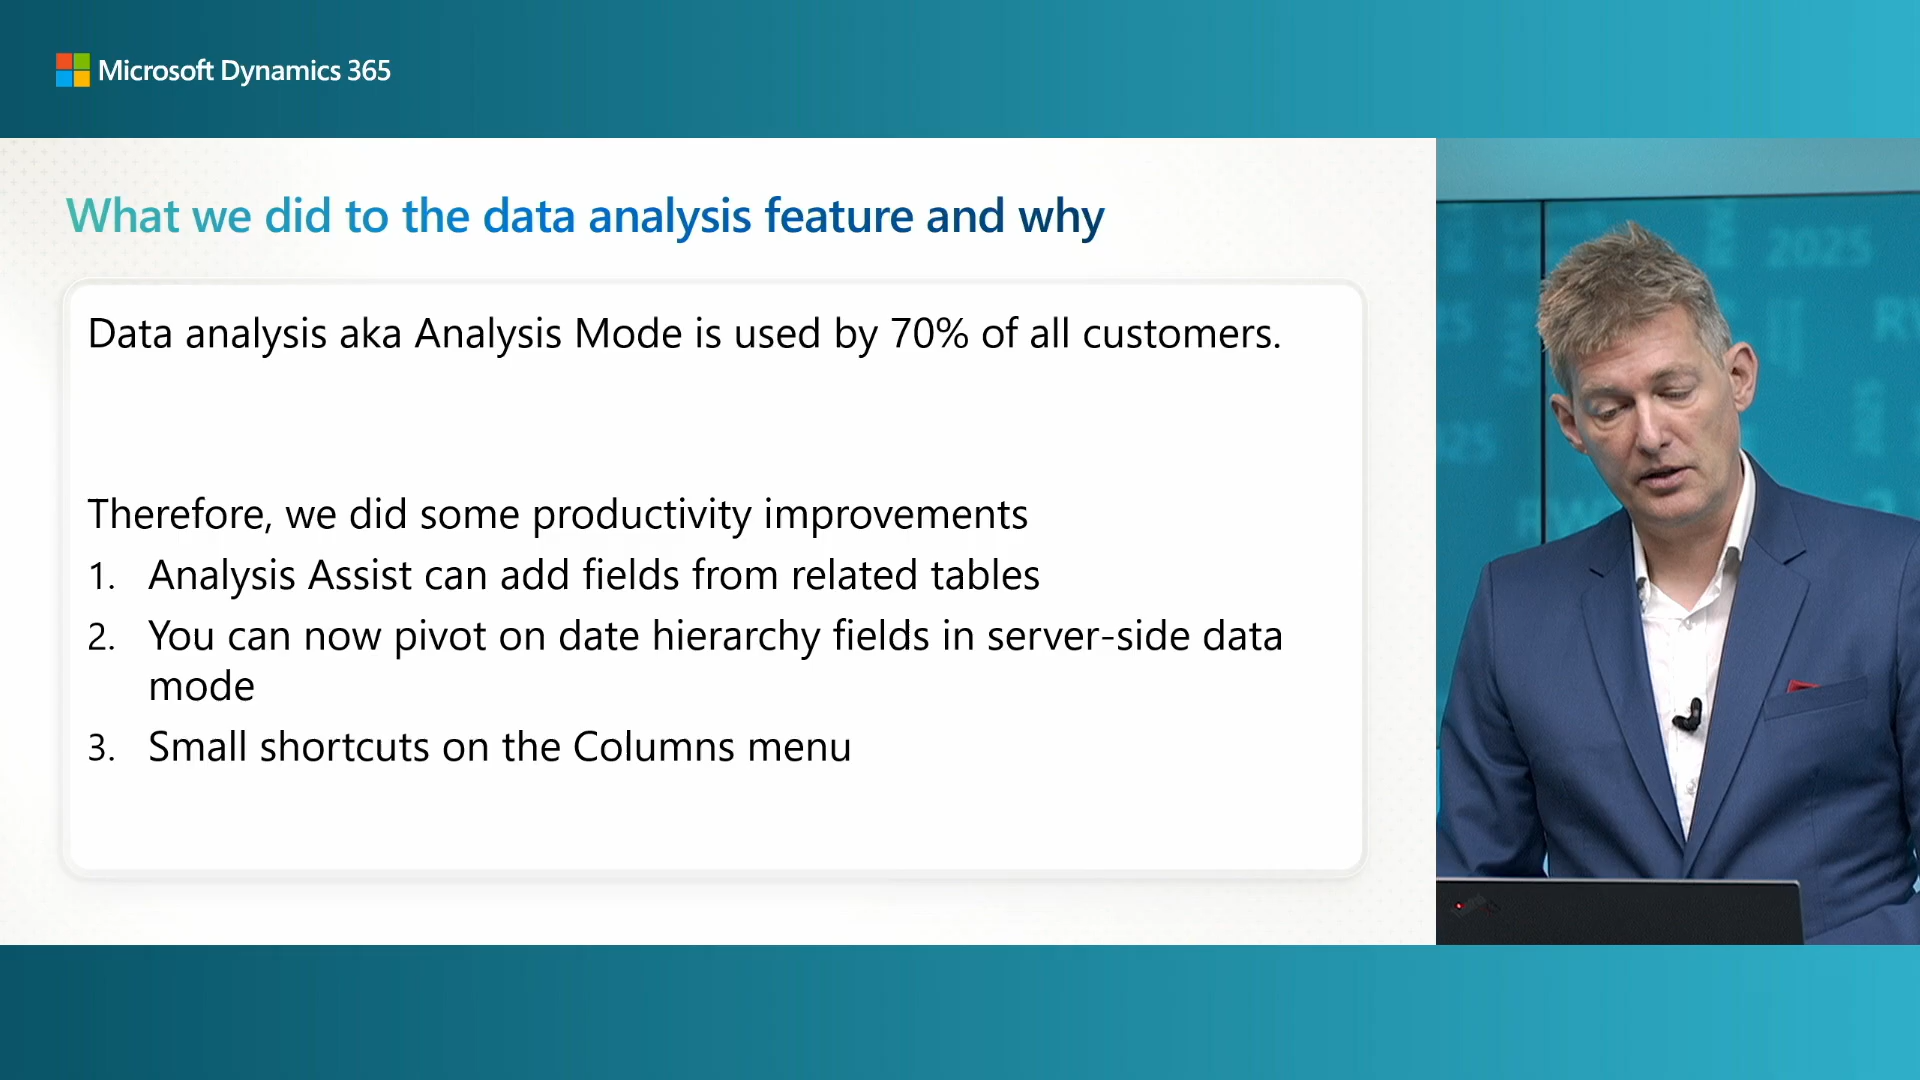 Microsoft Dynamics 365
What we did to the data analysis feature and why
Data analysis aka Analysis Mode is used by 70% of all customers.
Therefore, we did some productivity improvements
1. Analysis Assist can add fields from related tables
2. You can now pivot on date hierarchy fields in server-side data
mode
3. Small shortcuts on the Columns menu
2025